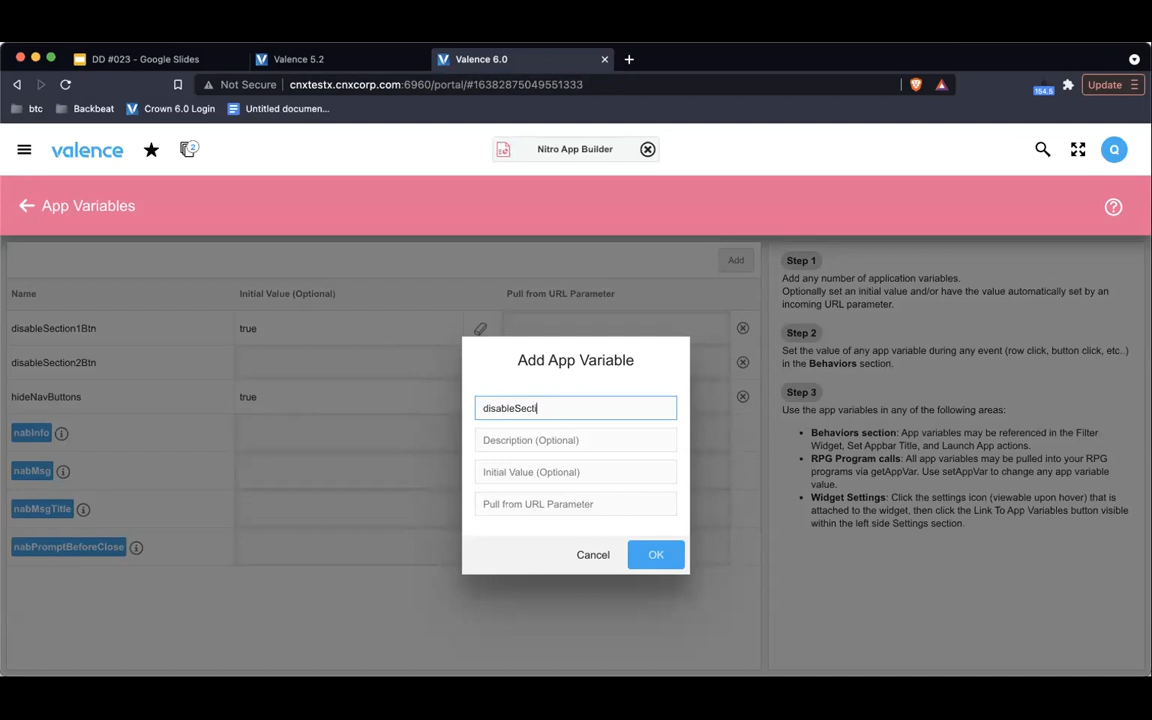 DD #023 - Google Slides
Valence 5.2
Valence 6.0
Not Secure
cnxtestx.cnxcorp.com:6960/portal/#16387504955​1333
164.5
Update
btc
Backbeat
Crown 6.0 Login
Untitled documen...
valence
2
Nitro App Builder
Q
App Variables
Add
Name
Initial Value (Optional)
Pull from URL Parameter
disableSection1Btn
true
disableSection2Btn
hideNavButtons
true
nabInfo
nabMsg
nabMsgTitle
nabPromptBeforeClose
Add App Variable
disableSecti
Description (Optional)
Initial Value (Optional)
Pull from URL Parameter
Cancel
OK
Step 1
Add any number of application variables.
Optionally set an initial value and/or have the value automatically set by an
incoming URL parameter.
Step 2
Set the value of any app variable during any event (row click, button click, etc..)
in the Behaviors section.
Step 3
Use the app variables in any of the following areas:
• Behaviors section: App variables may be referenced in the Filter
Widget, Set Appbar Title, and Launch App actions.
• RPG Program calls: All app variables may be pulled into your RPG
programs via getAppVar. Use setAppVar to change any app variable
value.
• Widget Settings: Click the settings icon (viewable upon hover) that is
attached to the widget, then click the Link To App Variables button visible
within the left side Settings section.